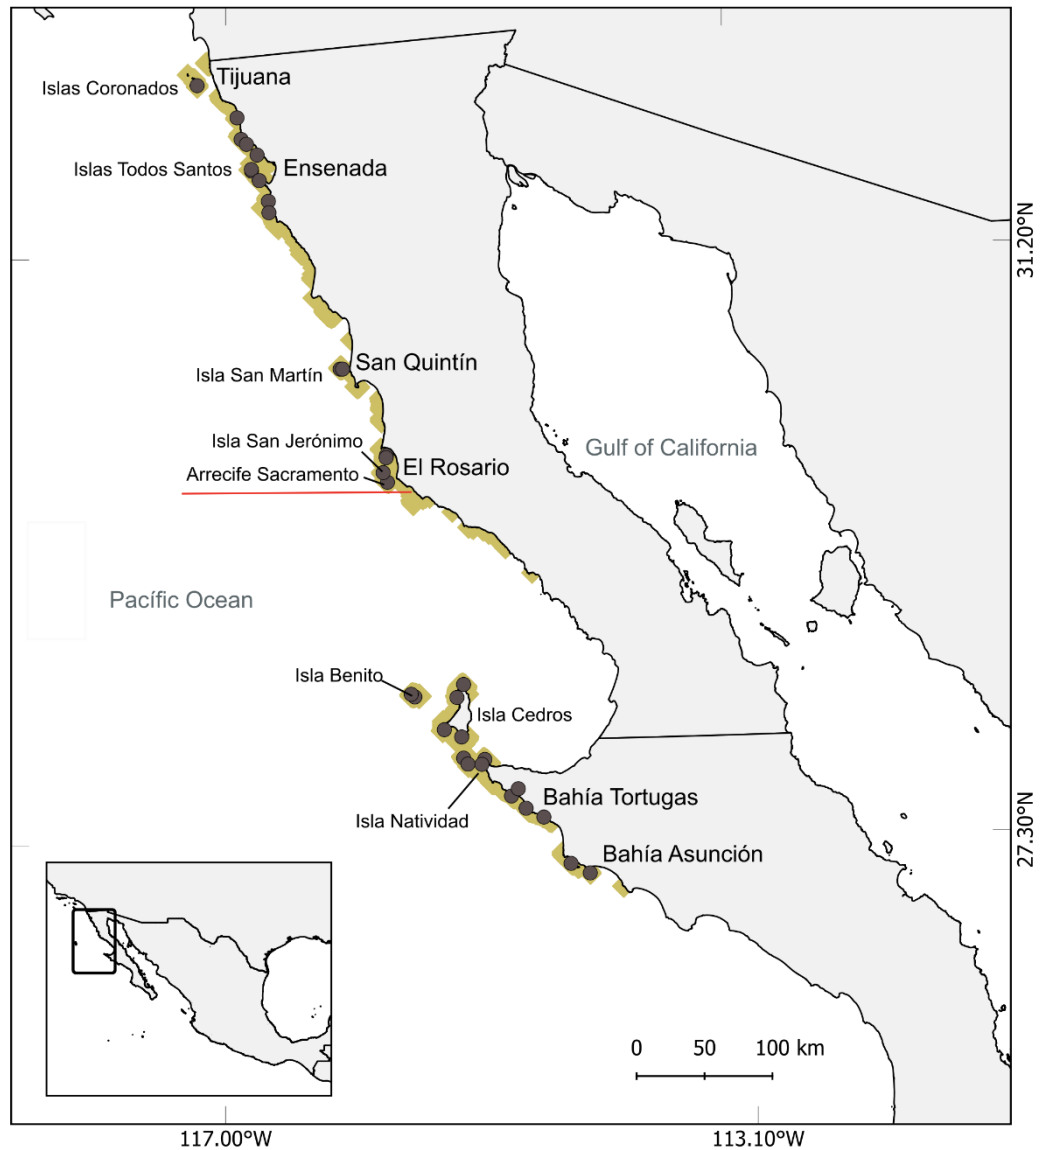 Tijuana
Islas Coronados
Islas Todos Santos
Ensenada
31.20°N
San Quintín
Isla San Martín
Isla San Jerónimo
Gulf of California
El Rosario
Arrecife Sacramento
Pacífic Ocean
Isla Benito
Isla Cedros
Bahía Tortugas
Isla Natividad
27.30°N
Bahía Asunción
0 50 100 km
117.00°W 113.10°W